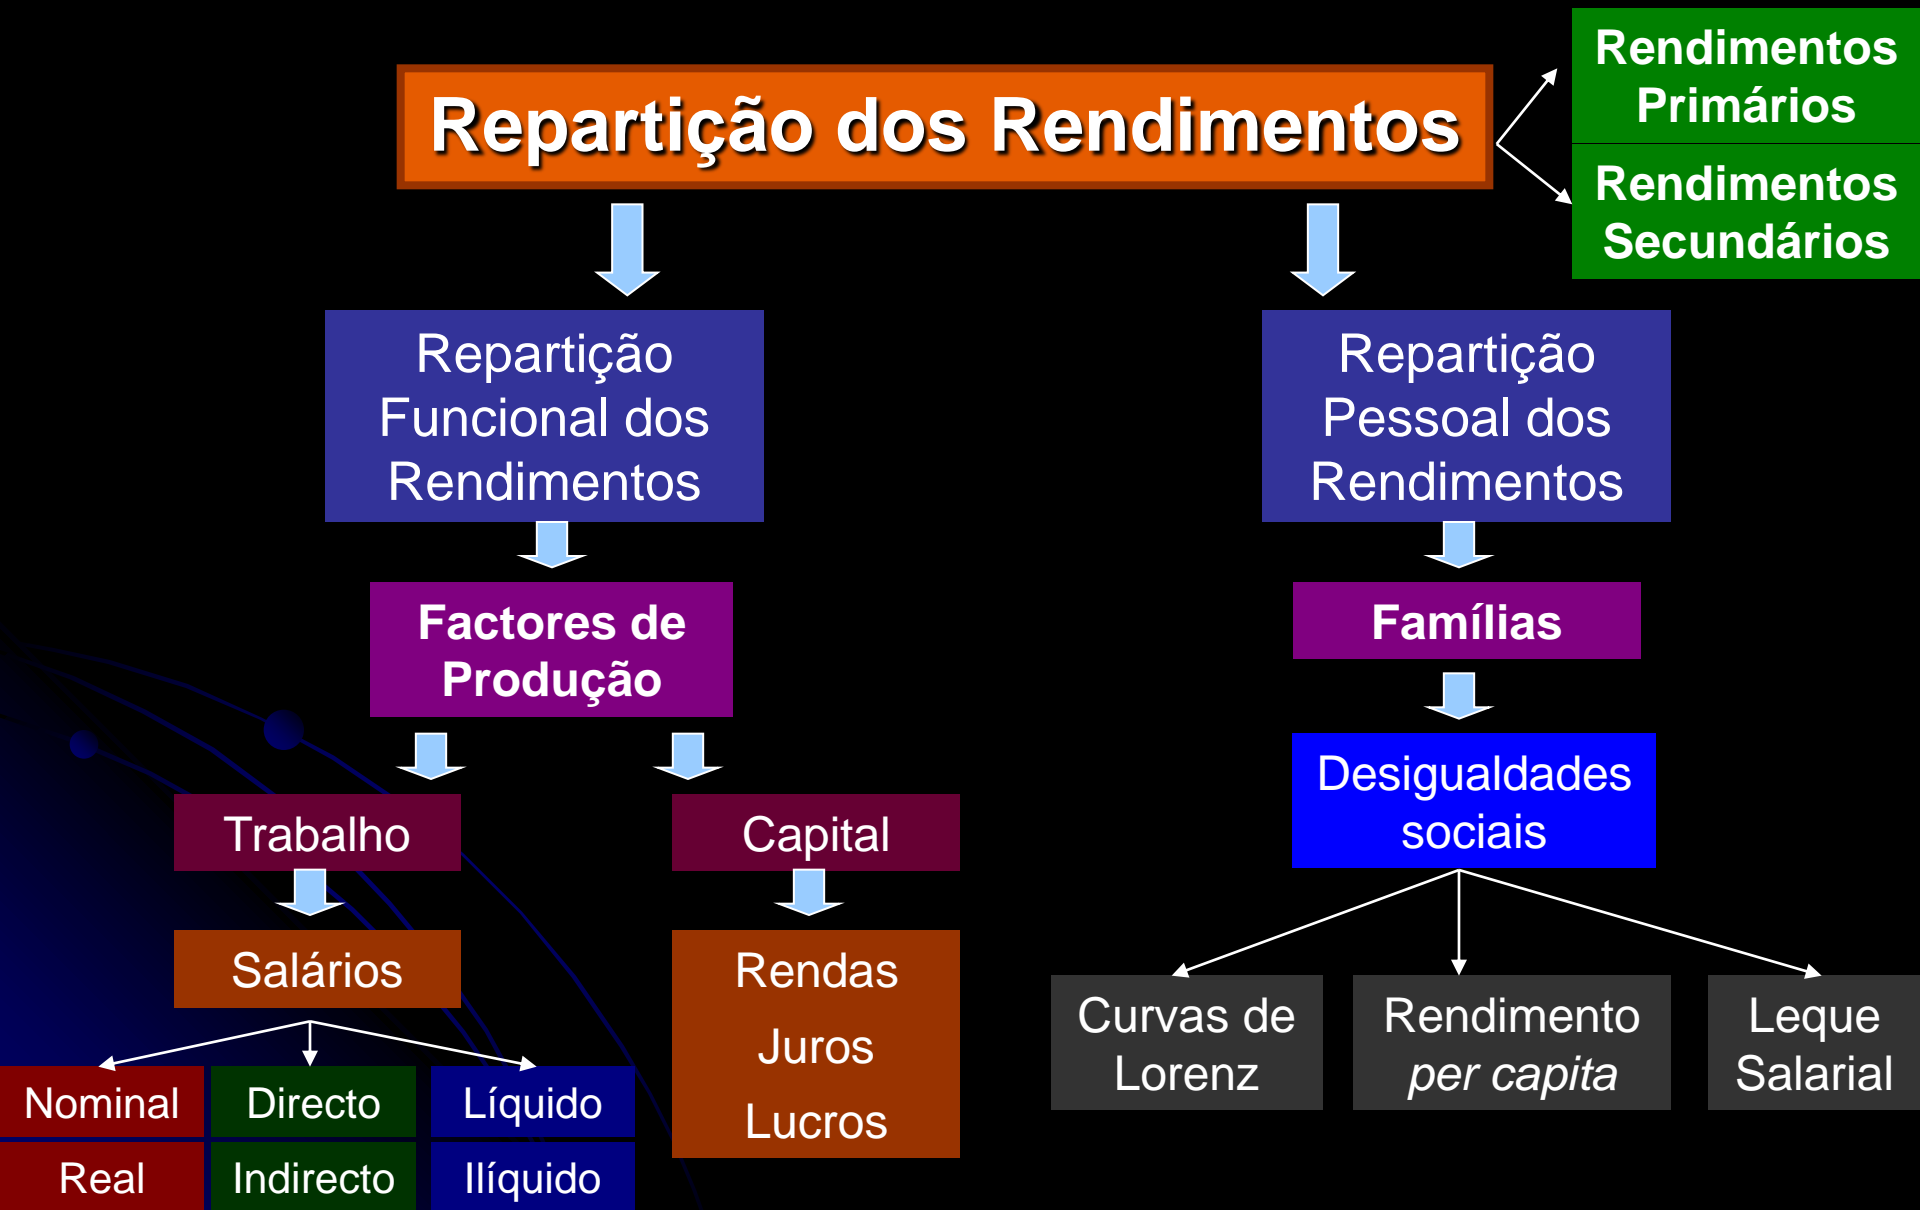 Rendimentos
Primários
Repartição dos Rendimentos
Rendimentos
Secundários
Repartição
Funcional dos
Rendimentos
Repartição
Pessoal dos
Rendimentos
Factores de
Produção
Famílias
Desigualdades
sociais
Trabalho
Capital
Salários
Rendas
Juros
Lucros
Curvas de
Lorenz
Rendimento
per capita
Leque
Salarial
Nominal
Directo
Líquido
Real
Indirecto
Ilíquido